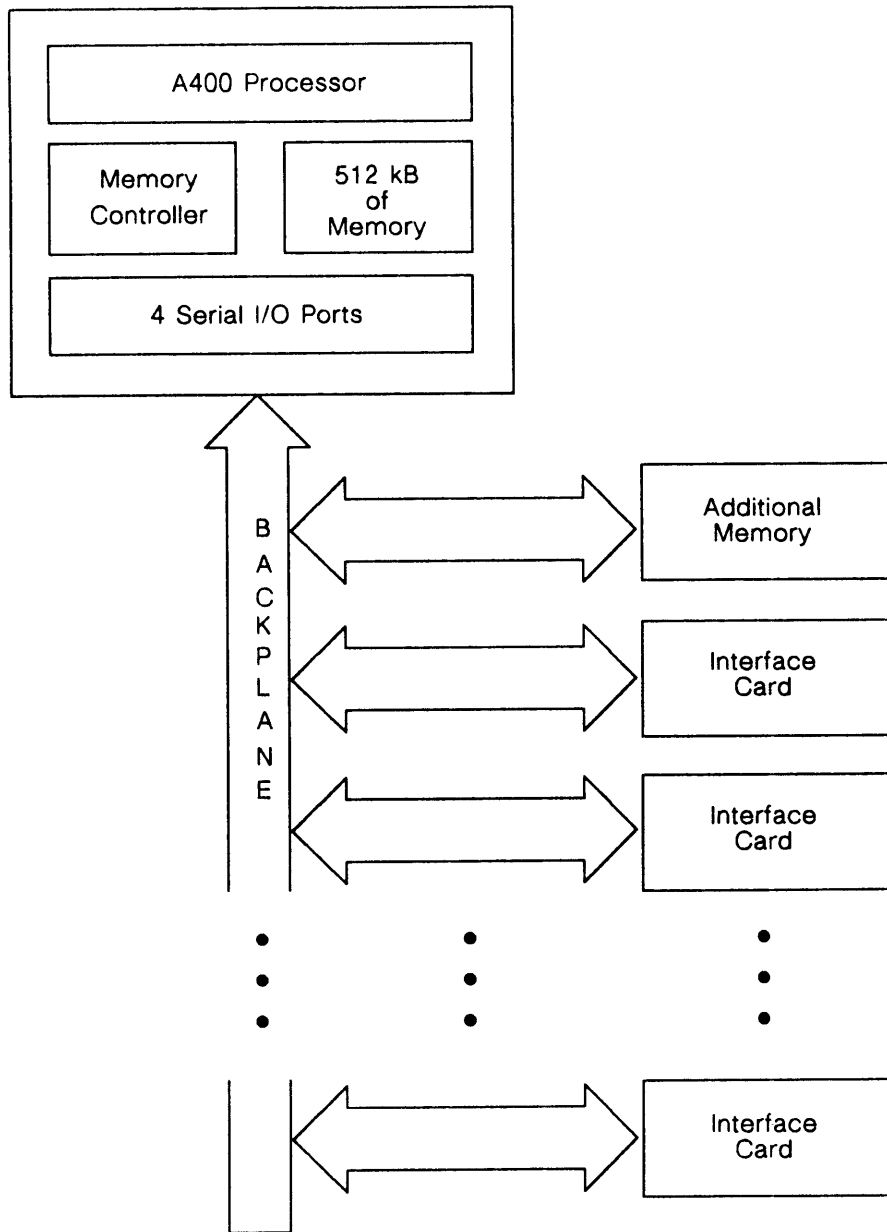 A400 Processor
Memory
Controller
512 kB
of
Memory
4 Serial I/O Ports
BACKPLANE
Additional
Memory
Interface
Card
Interface
Card
Interface
Card